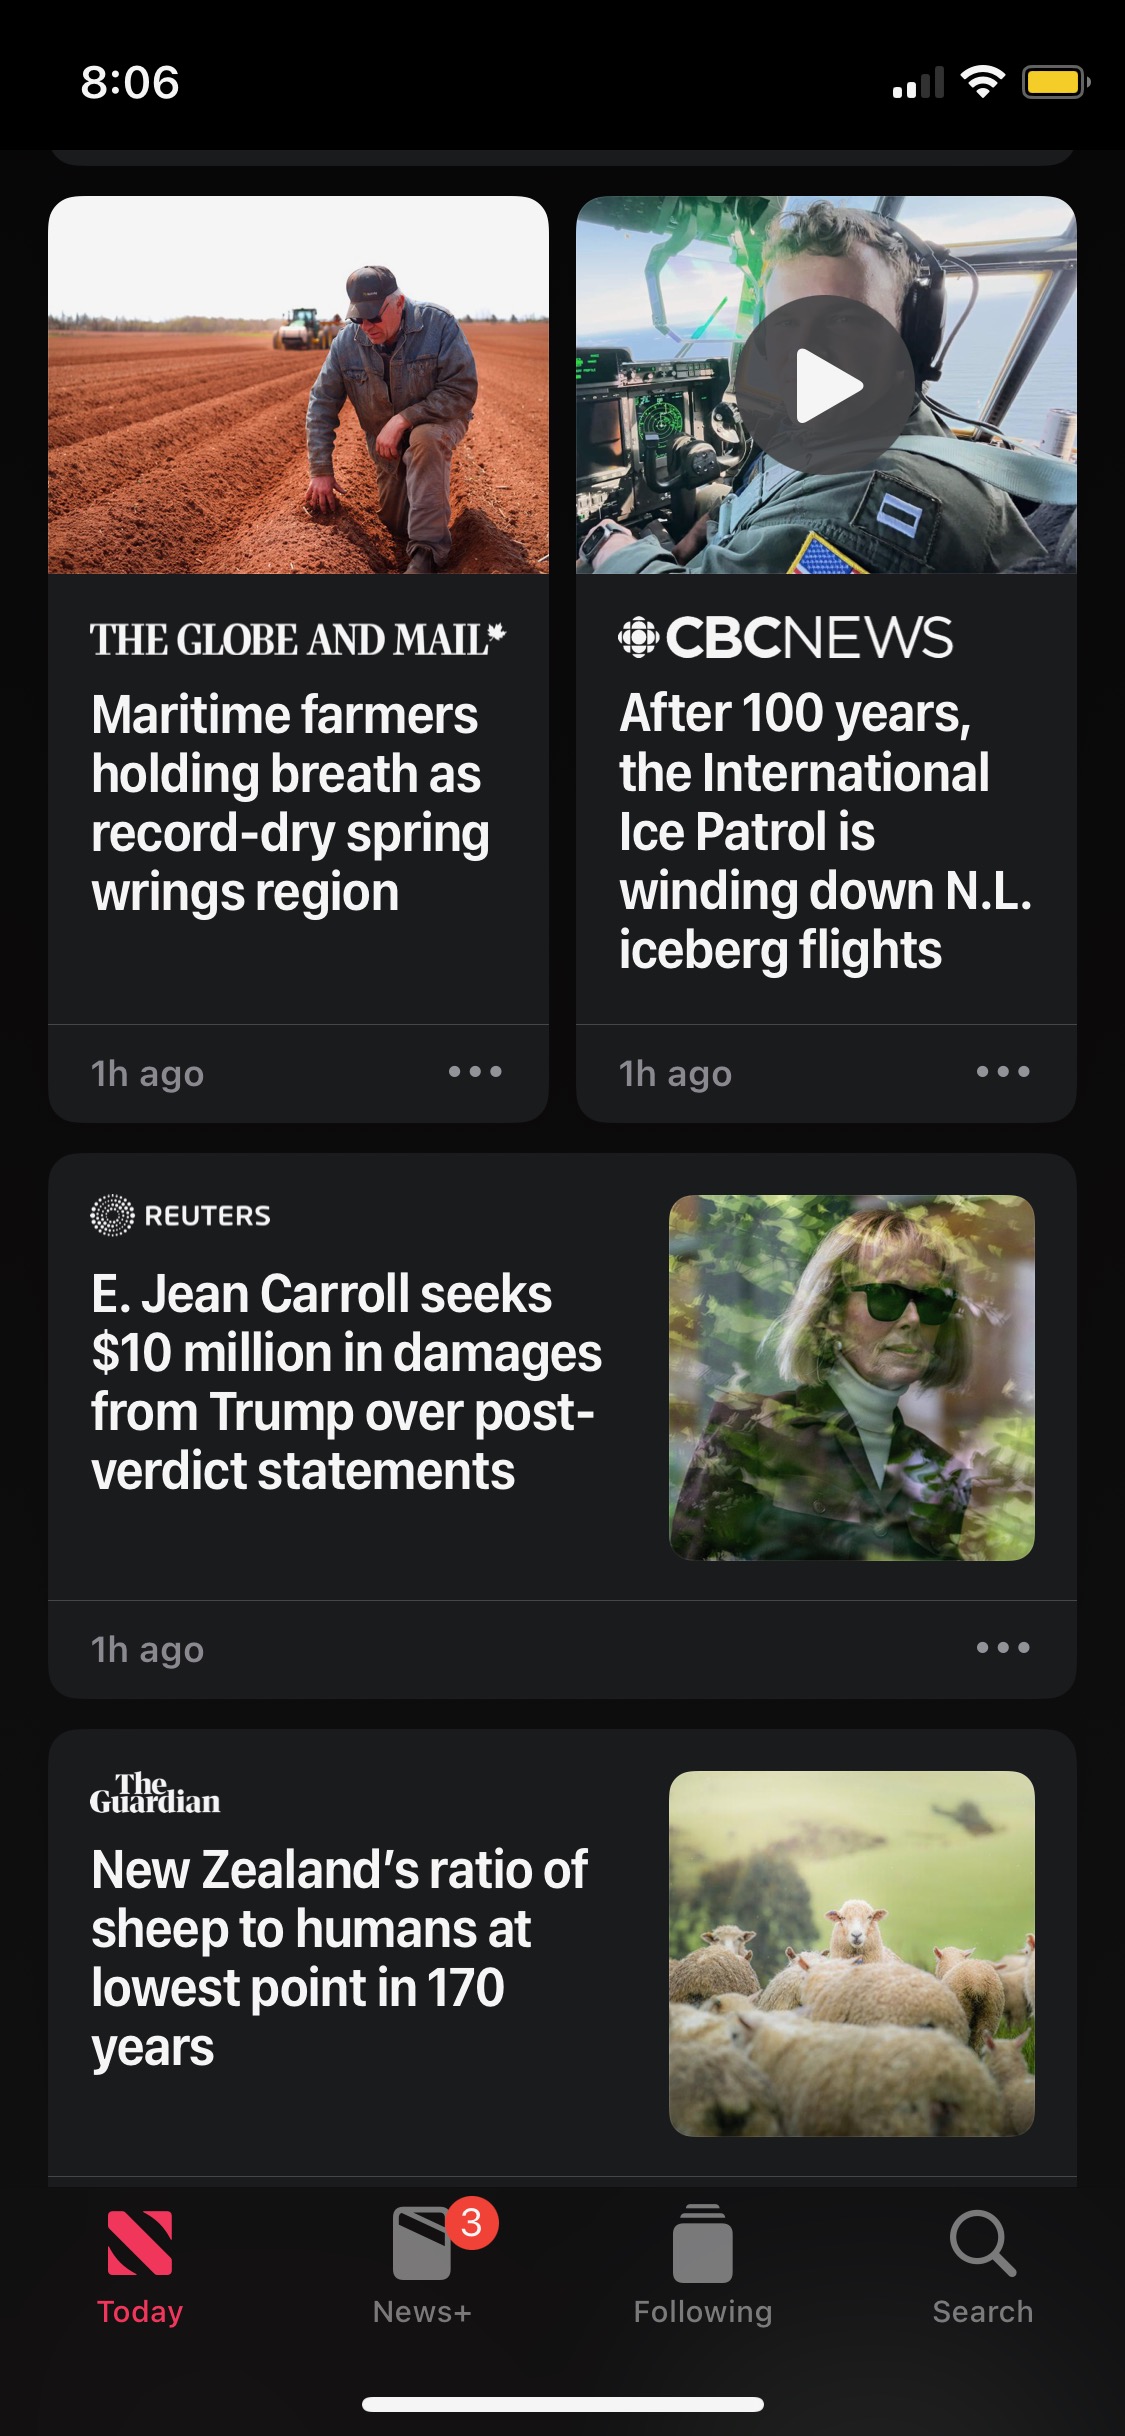 8:06
THE GLOBE AND MAIL
Maritime farmers
holding breath as
record-dry spring
wrings region
1h ago
CBCNEWS
After 100 years,
the International
Ice Patrol is
winding down N.L.
iceberg flights
1h ago
REUTERS
E. Jean Carroll seeks
$10 million in damages
from Trump over post-
verdict statements
1h ago
The
Guardian
New Zealand’s ratio of
sheep to humans at
lowest point in 170
years
3
Today
News+
Following
Search